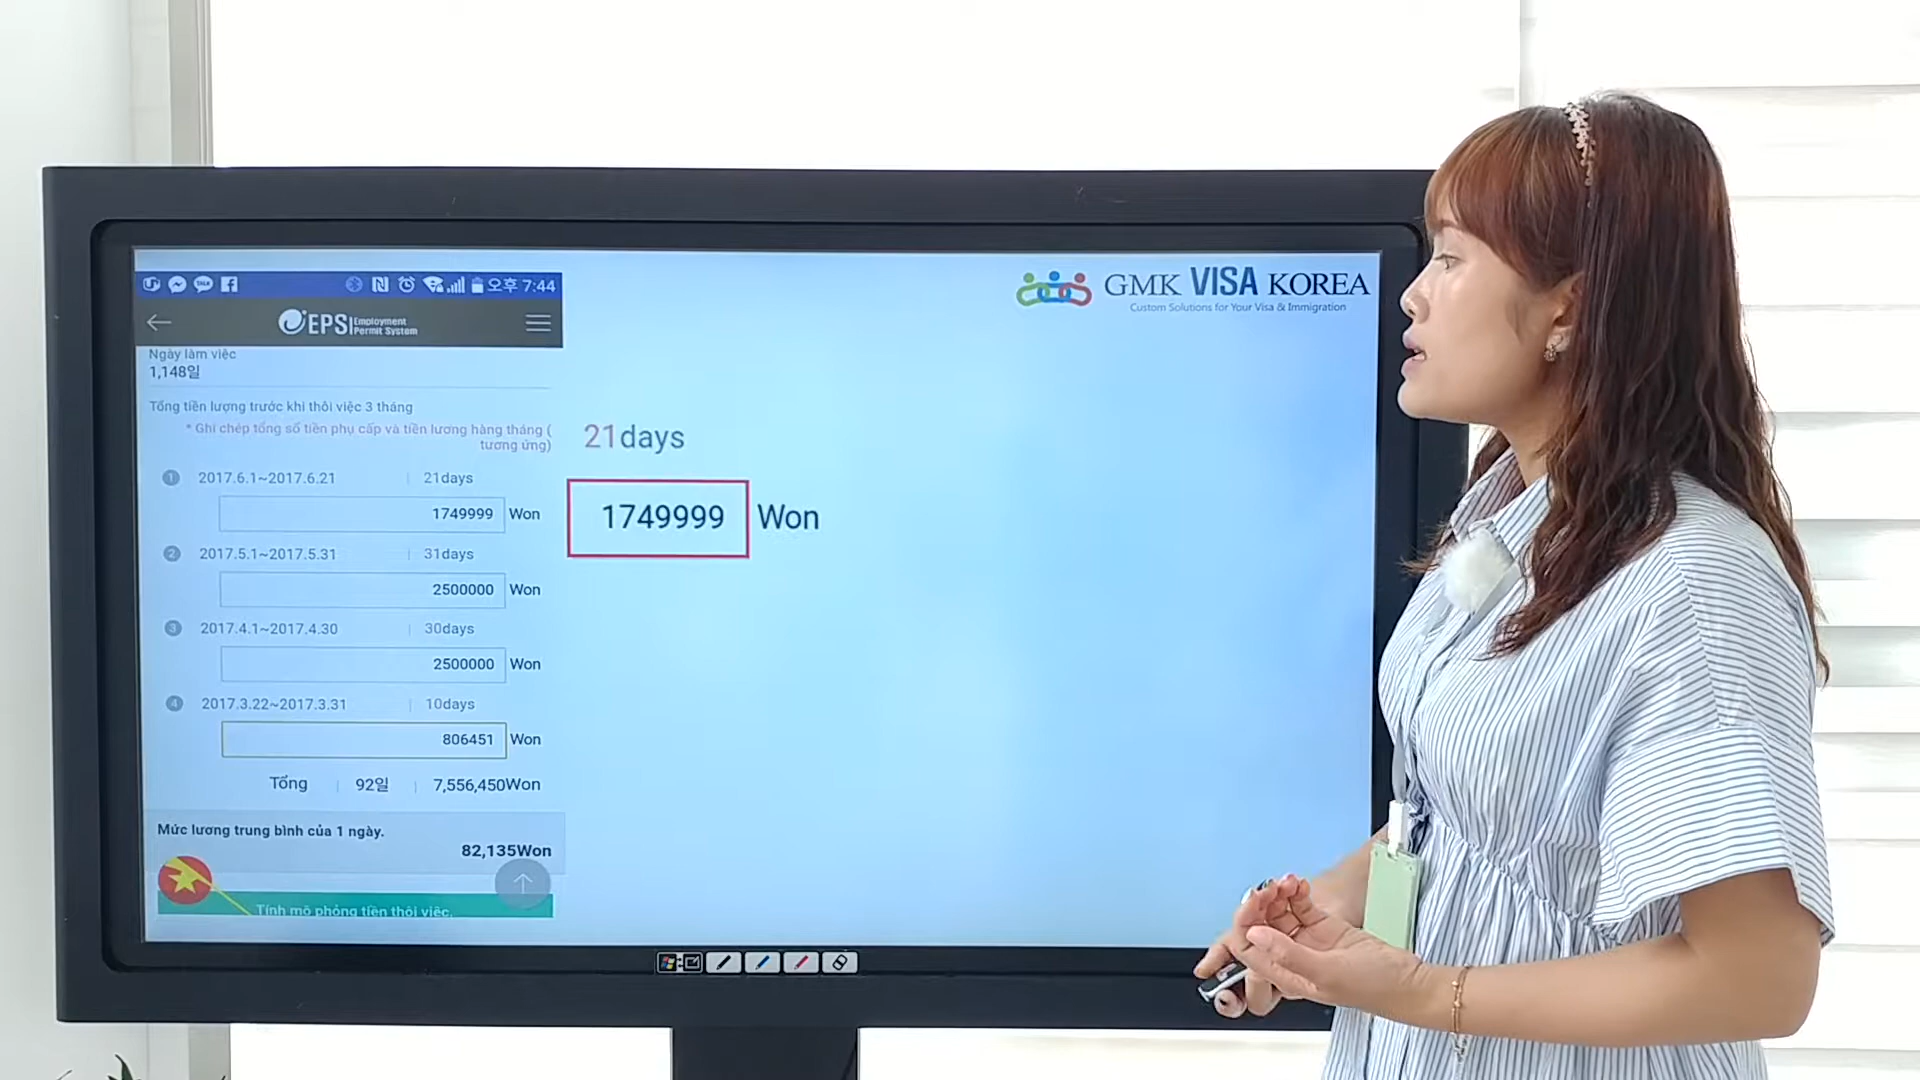 오후 7:44
EPS Employment
Permit System
Ngày làm việc
1,148일
Tổng tiền lượng trước khi thôi việc 3 tháng
* Ghi chép tổng số tiền phụ cấp và tiền lương hàng tháng (
tương ứng)
1 2017.6.1~2017.6.21 | 21days
1749999 Won
2 2017.5.1~2017.5.31 | 31days
2500000 Won
3 2017.4.1~2017.4.30 | 30days
2500000 Won
4 2017.3.22~2017.3.31 | 10days
806451 Won
Tổng | 92일 | 7,556,450Won
Mức lương trung bình của 1 ngày.
82,135Won
Tính mô phỏng tiền thôi việc.
21days
1749999 Won
GMK VISA KOREA
Custom Solutions for Your Visa & Immigration